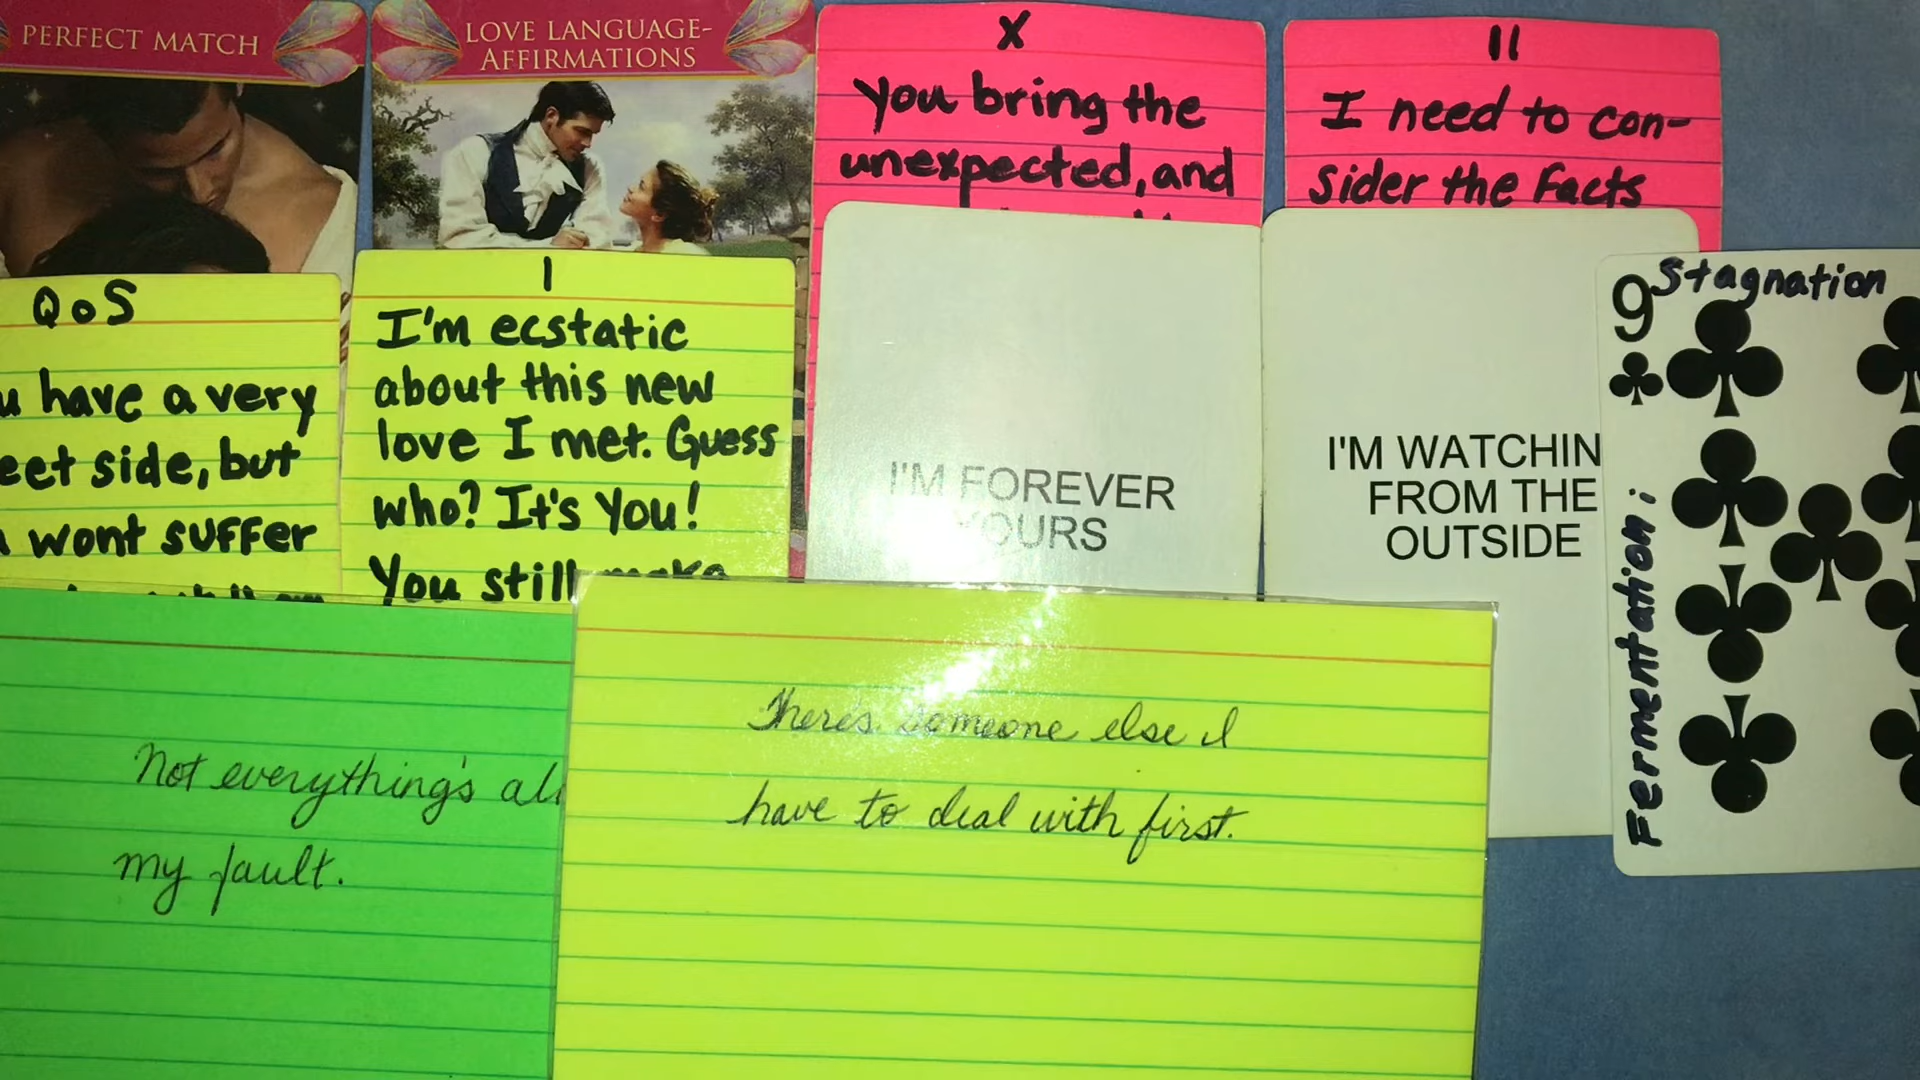 PERFECT MATCH
LOVE LANGUAGE-
AFFIRMATIONS
X
You bring the
unexpected, and
II
I need to con-
sider the facts
QoS
have a very
side, but
wont suffer
I
I'm ecstatic
about this new
love I met. Guess
who? It's You!
You still make
I'M FOREVER
YOURS
I'M WATCHIN
FROM THE
OUTSIDE
9
Stagnation
Fermentation;
Not everything's all
my fault.
There's someone else I
have to deal with first.